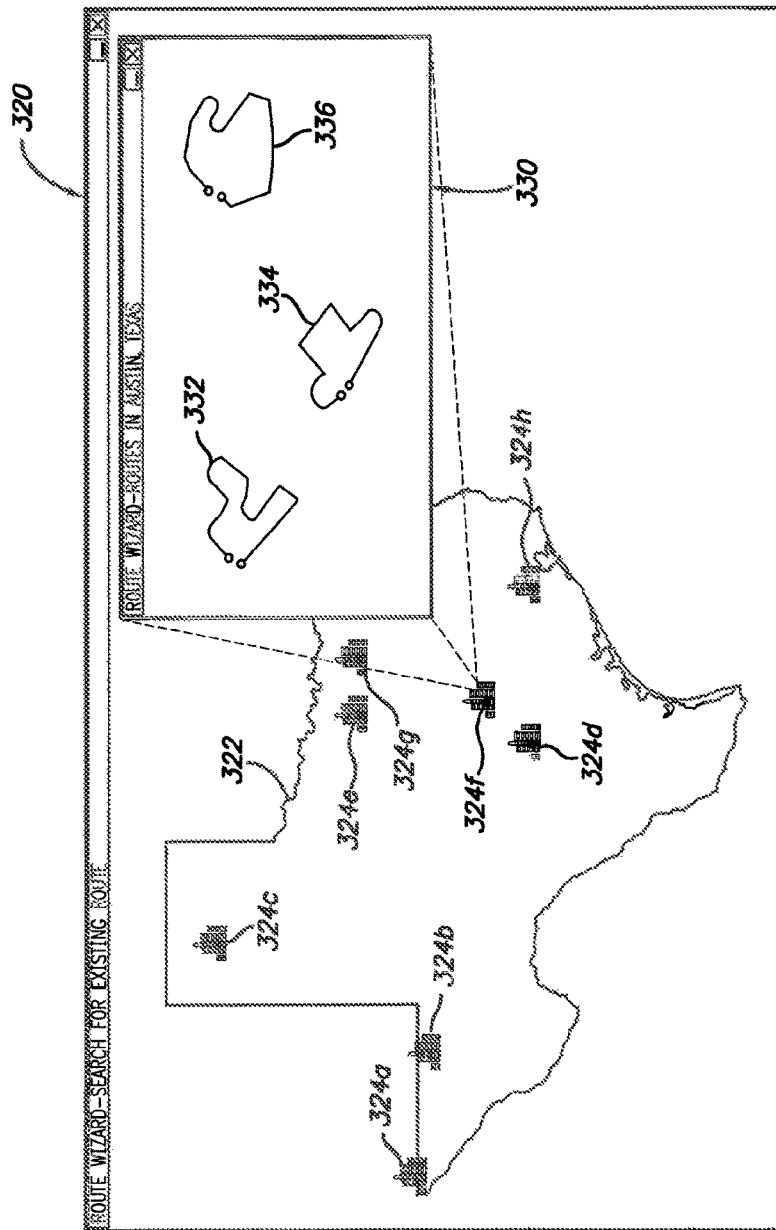 320
ROUTE WIZARD-SEARCH FOR EXISTING ROUTE
ROUTE WIZARD-ROUTES IN AUSTIN, TEXAS
332
334
336
330
322
324a
324b
324c
324e
324g
324f
324d
324h